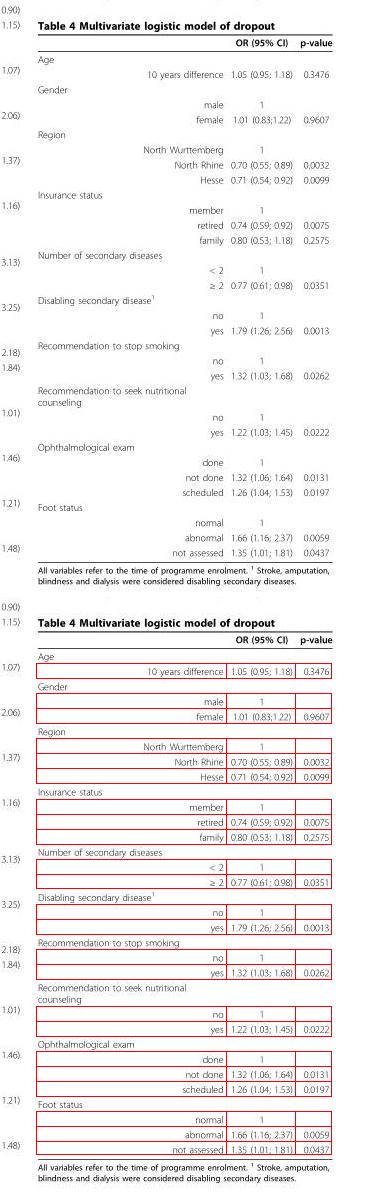 0.90)
1.15) Table 4 Multivariate logistic model of dropout
OR (95% CI) p-value
Age
1.07) 10 years difference 1.05 (0.95; 1.18) 0.3476
Gender
male 1
2.06) female 1.01 (0.83;1.22) 0.9607
Region
North Wurttemberg 1
1.37) North Rhine 0.70 (0.55; 0.89) 0.0032
Hesse 0.71 (0.54; 0.92) 0.0099
Insurance status
1.16) member 1
retired 0.74 (0.59; 0.92) 0.0075
family 0.80 (0.53; 1.18) 0.2575
Number of secondary diseases
3.13) < 2 1
≥ 2 0.77 (0.61; 0.98) 0.0351
3.25) Disabling secondary disease¹
no 1
yes 1.79 (1.26; 2.56) 0.0013
2.18) Recommendation to stop smoking
1.84) no 1
yes 1.32 (1.03; 1.68) 0.0262
Recommendation to seek nutritional
counseling
1.01) no 1
yes 1.22 (1.03; 1.45) 0.0222
Ophthalmological exam
1.46) done 1
not done 1.32 (1.06; 1.64) 0.0131
scheduled 1.26 (1.04; 1.53) 0.0197
1.21) Foot status
normal 1
abnormal 1.66 (1.16; 2.37) 0.0059
1.48) not assessed 1.35 (1.01; 1.81) 0.0437
All variables refer to the time of programme enrolment. ¹ Stroke, amputation,
blindness and dialysis were considered disabling secondary diseases.
0.90)
1.15) Table 4 Multivariate logistic model of dropout
OR (95% CI) p-value
Age
1.07) 10 years difference 1.05 (0.95; 1.18) 0.3476
Gender
male 1
2.06) female 1.01 (0.83;1.22) 0.9607
Region
North Wurttemberg 1
1.37) North Rhine 0.70 (0.55; 0.89) 0.0032
Hesse 0.71 (0.54; 0.92) 0.0099
Insurance status
1.16) member 1
retired 0.74 (0.59; 0.92) 0.0075
family 0.80 (0.53; 1.18) 0.2575
Number of secondary diseases
3.13) < 2 1
≥ 2 0.77 (0.61; 0.98) 0.0351
3.25) Disabling secondary disease¹
no 1
yes 1.79 (1.26; 2.56) 0.0013
2.18) Recommendation to stop smoking
1.84) no 1
yes 1.32 (1.03; 1.68) 0.0262
Recommendation to seek nutritional
counseling
1.01) no 1
yes 1.22 (1.03; 1.45) 0.0222
Ophthalmological exam
1.46) done 1
not done 1.32 (1.06; 1.64) 0.0131
scheduled 1.26 (1.04; 1.53) 0.0197
1.21) Foot status
normal 1
abnormal 1.66 (1.16; 2.37) 0.0059
1.48) not assessed 1.35 (1.01; 1.81) 0.0437
All variables refer to the time of programme enrolment. ¹ Stroke, amputation,
blindness and dialysis were considered disabling secondary diseases.